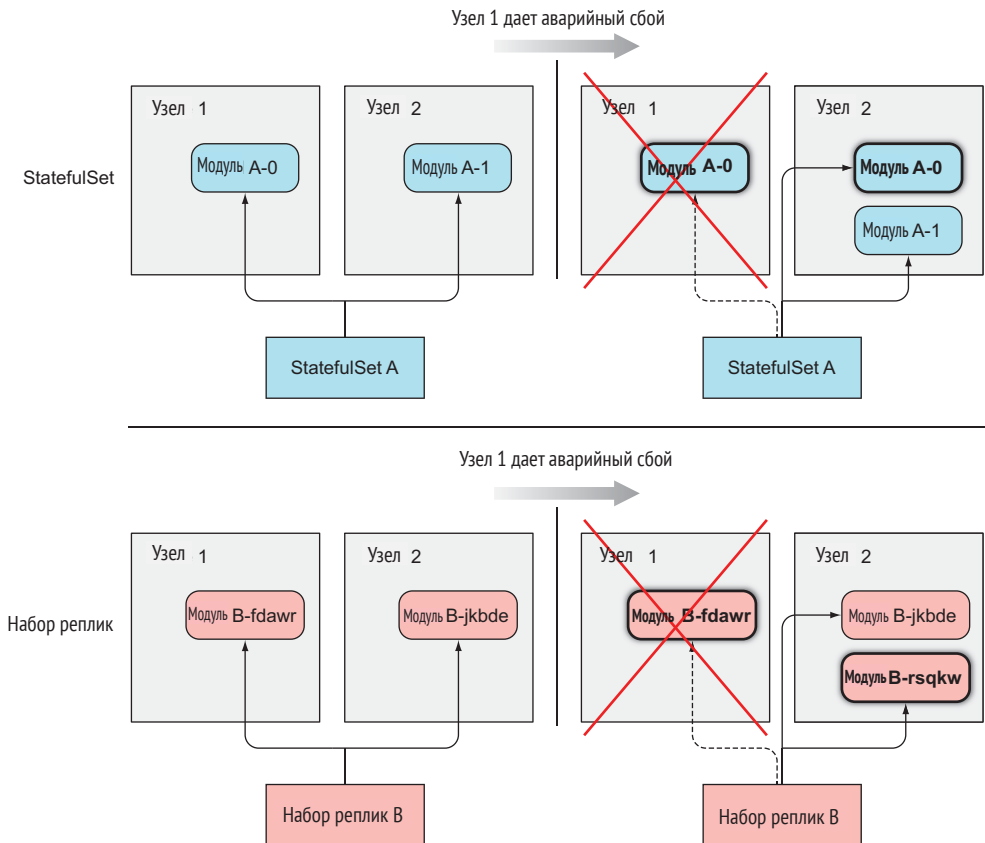 Узел 1 дает аварийный сбой
Узел 1
Узел 2
Узел 1
Узел 2
StatefulSet
Модуль A-0
Модуль A-1
Модуль A-0
Модуль A-0
Модуль A-1
StatefulSet A
StatefulSet A
Узел 1 дает аварийный сбой
Узел 1
Узел 2
Узел 1
Узел 2
Набор реплик
Модуль B-fdawr
Модуль B-jkbde
Модуль B-fdawr
Модуль B-jkbde
Модуль B-rsqkw
Набор реплик B
Набор реплик B